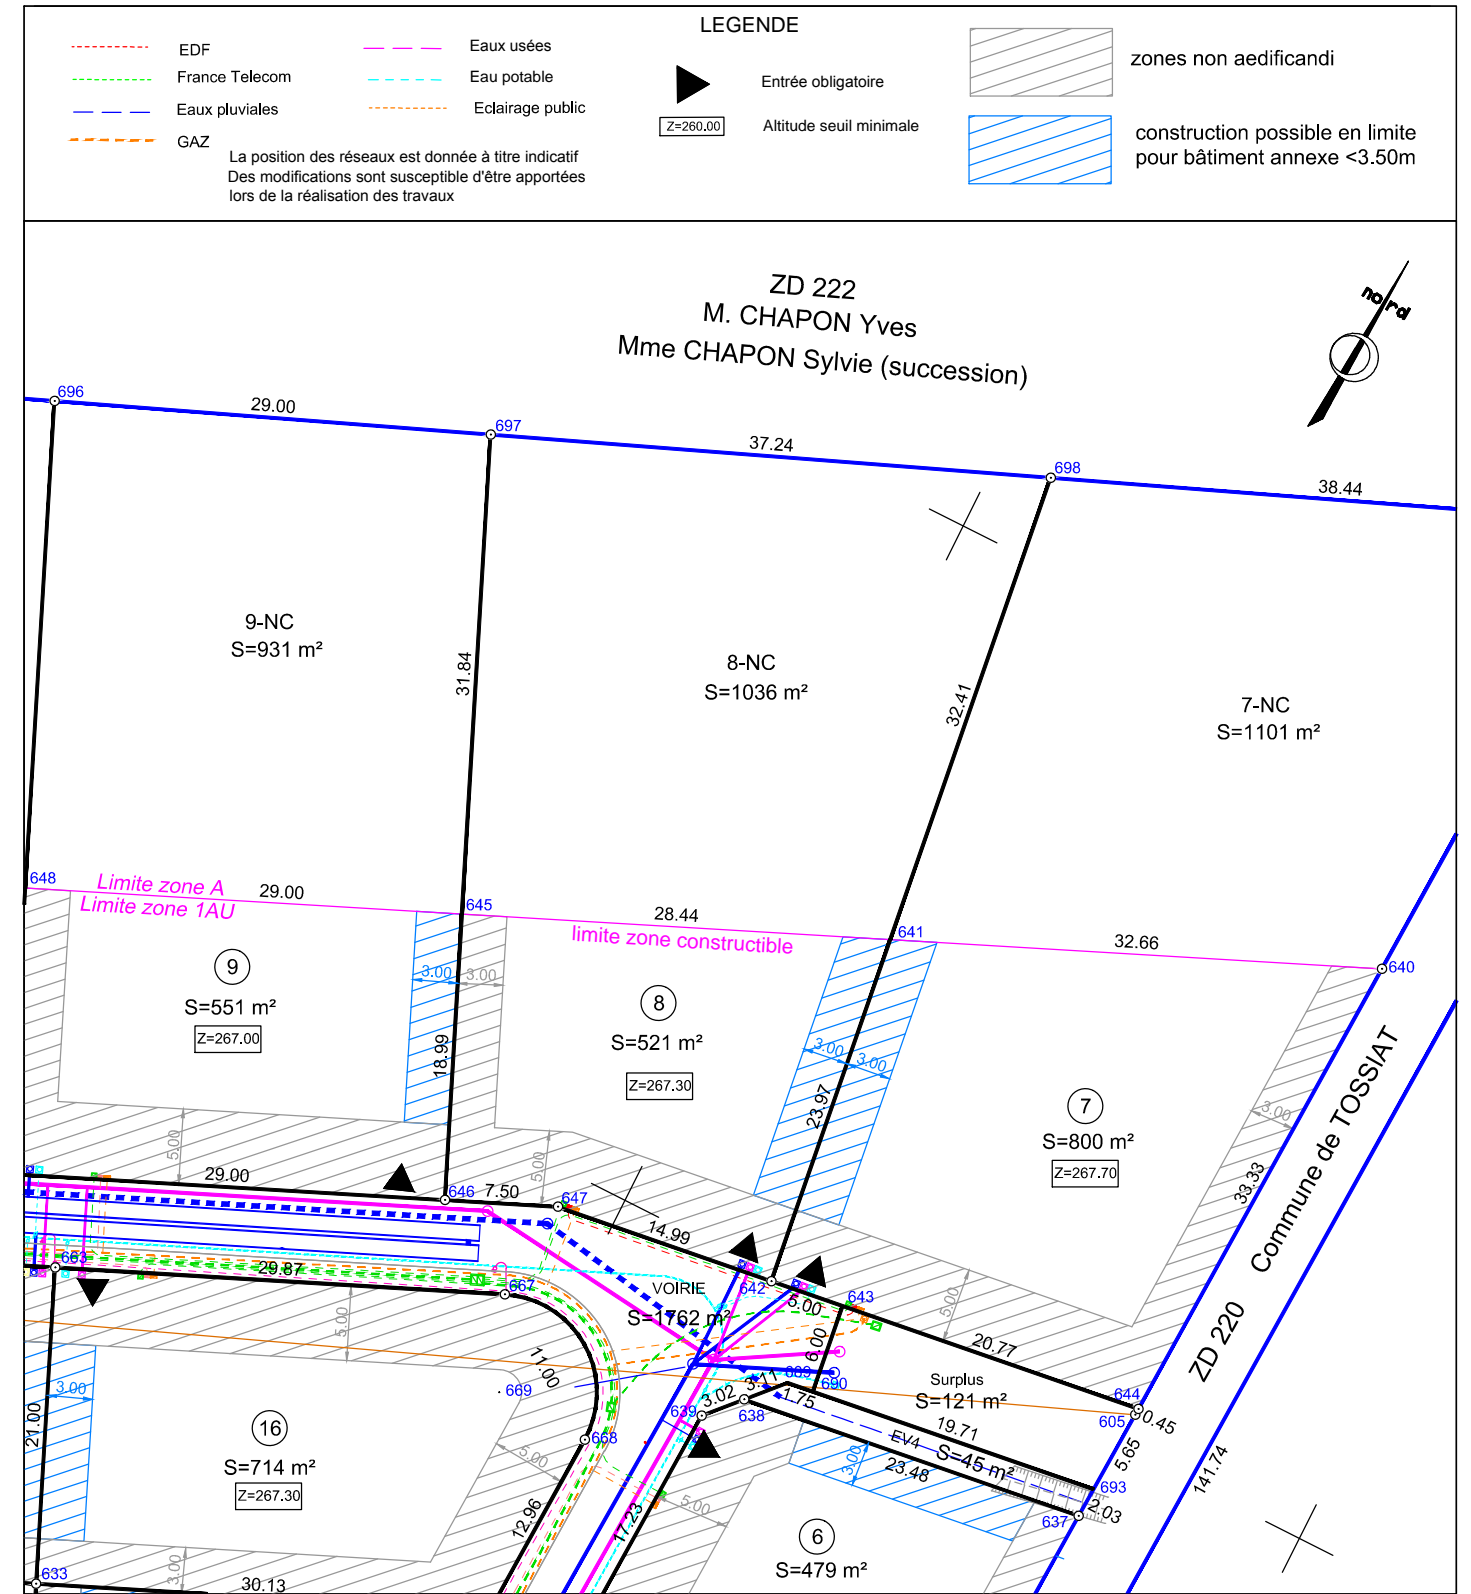 LEGENDE
EDF
France Telecom
Eaux pluviales
GAZ
Eaux usées
Eau potable
Eclairage public
La position des réseaux est donnée à titre indicatif
Des modifications sont susceptible d'être apportées
lors de la réalisation des travaux
Entrée obligatoire
Z=260.00
Altitude seuil minimale
zones non aedificandi
construction possible en limite
pour bâtiment annexe <3.50m
ZD 222
M. CHAPON Yves
Mme CHAPON Sylvie (succession)
nord
696
29.00
697
37.24
698
38.44
9-NC
S=931 m²
31.84
8-NC
S=1036 m²
32.41
7-NC
S=1101 m²
648
Limite zone A
Limite zone 1AU
29.00
645
28.44
limite zone constructible
641
32.66
640
9
S=551 m²
Z=267.00
3.00
3.00
18.99
8
S=521 m²
Z=267.30
3.00
3.00
23.97
7
S=800 m²
Z=267.70
3.00
33.33
Commune de TOSSIAT
ZD 220
5.00
29.00
646
7.50
5.00
647
14.99
663
29.87
667
VOIRIE
S=1762 m²
642
5.00
643
5.00
20.77
6.00
5.00
11.00
669
689
690
Surplus
S=121 m²
644
605
0.45
3.00
3.02
3.11
1.75
639
638
19.71
EV4
S=45 m²
5.65
141.74
21.00
16
S=714 m²
Z=267.30
668
5.00
3.00
23.48
693
2.03
637
5.00
12.96
17.23
6
S=479 m²
633
3.00
30.13